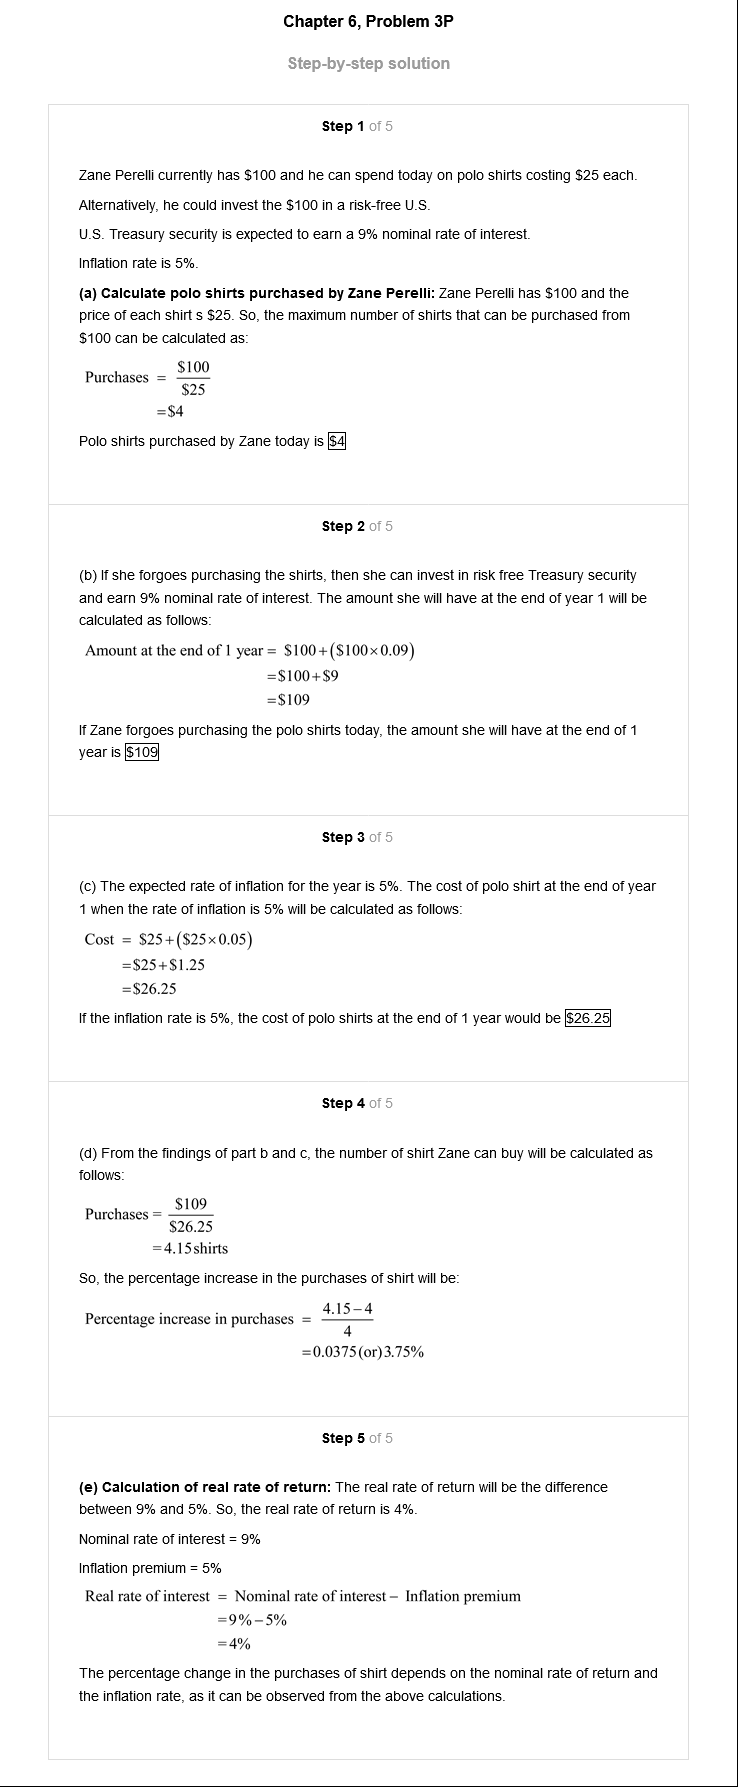 Chapter 6, Problem 3P
Step-by-step solution
Step 1 of 5
Zane Perelli currently has $100 and he can spend today on polo shirts costing $25 each.
Alternatively, he could invest the $100 in a risk-free U.S.
U.S. Treasury security is expected to earn a 9% nominal rate of interest.
Inflation rate is 5%.
(a) Calculate polo shirts purchased by Zane Perelli: Zane Perelli has $100 and the
price of each shirt s $25. So, the maximum number of shirts that can be purchased from
$100 can be calculated as:
Purchases = $100/$25
=$4
Polo shirts purchased by Zane today is $4
Step 2 of 5
(b) If she forgoes purchasing the shirts, then she can invest in risk free Treasury security
and earn 9% nominal rate of interest. The amount she will have at the end of year 1 will be
calculated as follows:
Amount at the end of 1 year = $100+($100×0.09)
=$100+$9
=$109
If Zane forgoes purchasing the polo shirts today, the amount she will have at the end of 1
year is $109
Step 3 of 5
(c) The expected rate of inflation for the year is 5%. The cost of polo shirt at the end of year
1 when the rate of inflation is 5% will be calculated as follows:
Cost = $25+($25×0.05)
=$25+$1.25
=$26.25
If the inflation rate is 5%, the cost of polo shirts at the end of 1 year would be $26.25
Step 4 of 5
(d) From the findings of part b and c, the number of shirt Zane can buy will be calculated as
follows:
Purchases = $109/$26.25
=4.15shirts
So, the percentage increase in the purchases of shirt will be:
Percentage increase in purchases = 4.15−4/4
=0.0375(or)3.75%
Step 5 of 5
(e) Calculation of real rate of return: The real rate of return will be the difference
between 9% and 5%. So, the real rate of return is 4%.
Nominal rate of interest = 9%
Inflation premium = 5%
Real rate of interest = Nominal rate of interest − Inflation premium
=9%−5%
=4%
The percentage change in the purchases of shirt depends on the nominal rate of return and
the inflation rate, as it can be observed from the above calculations.